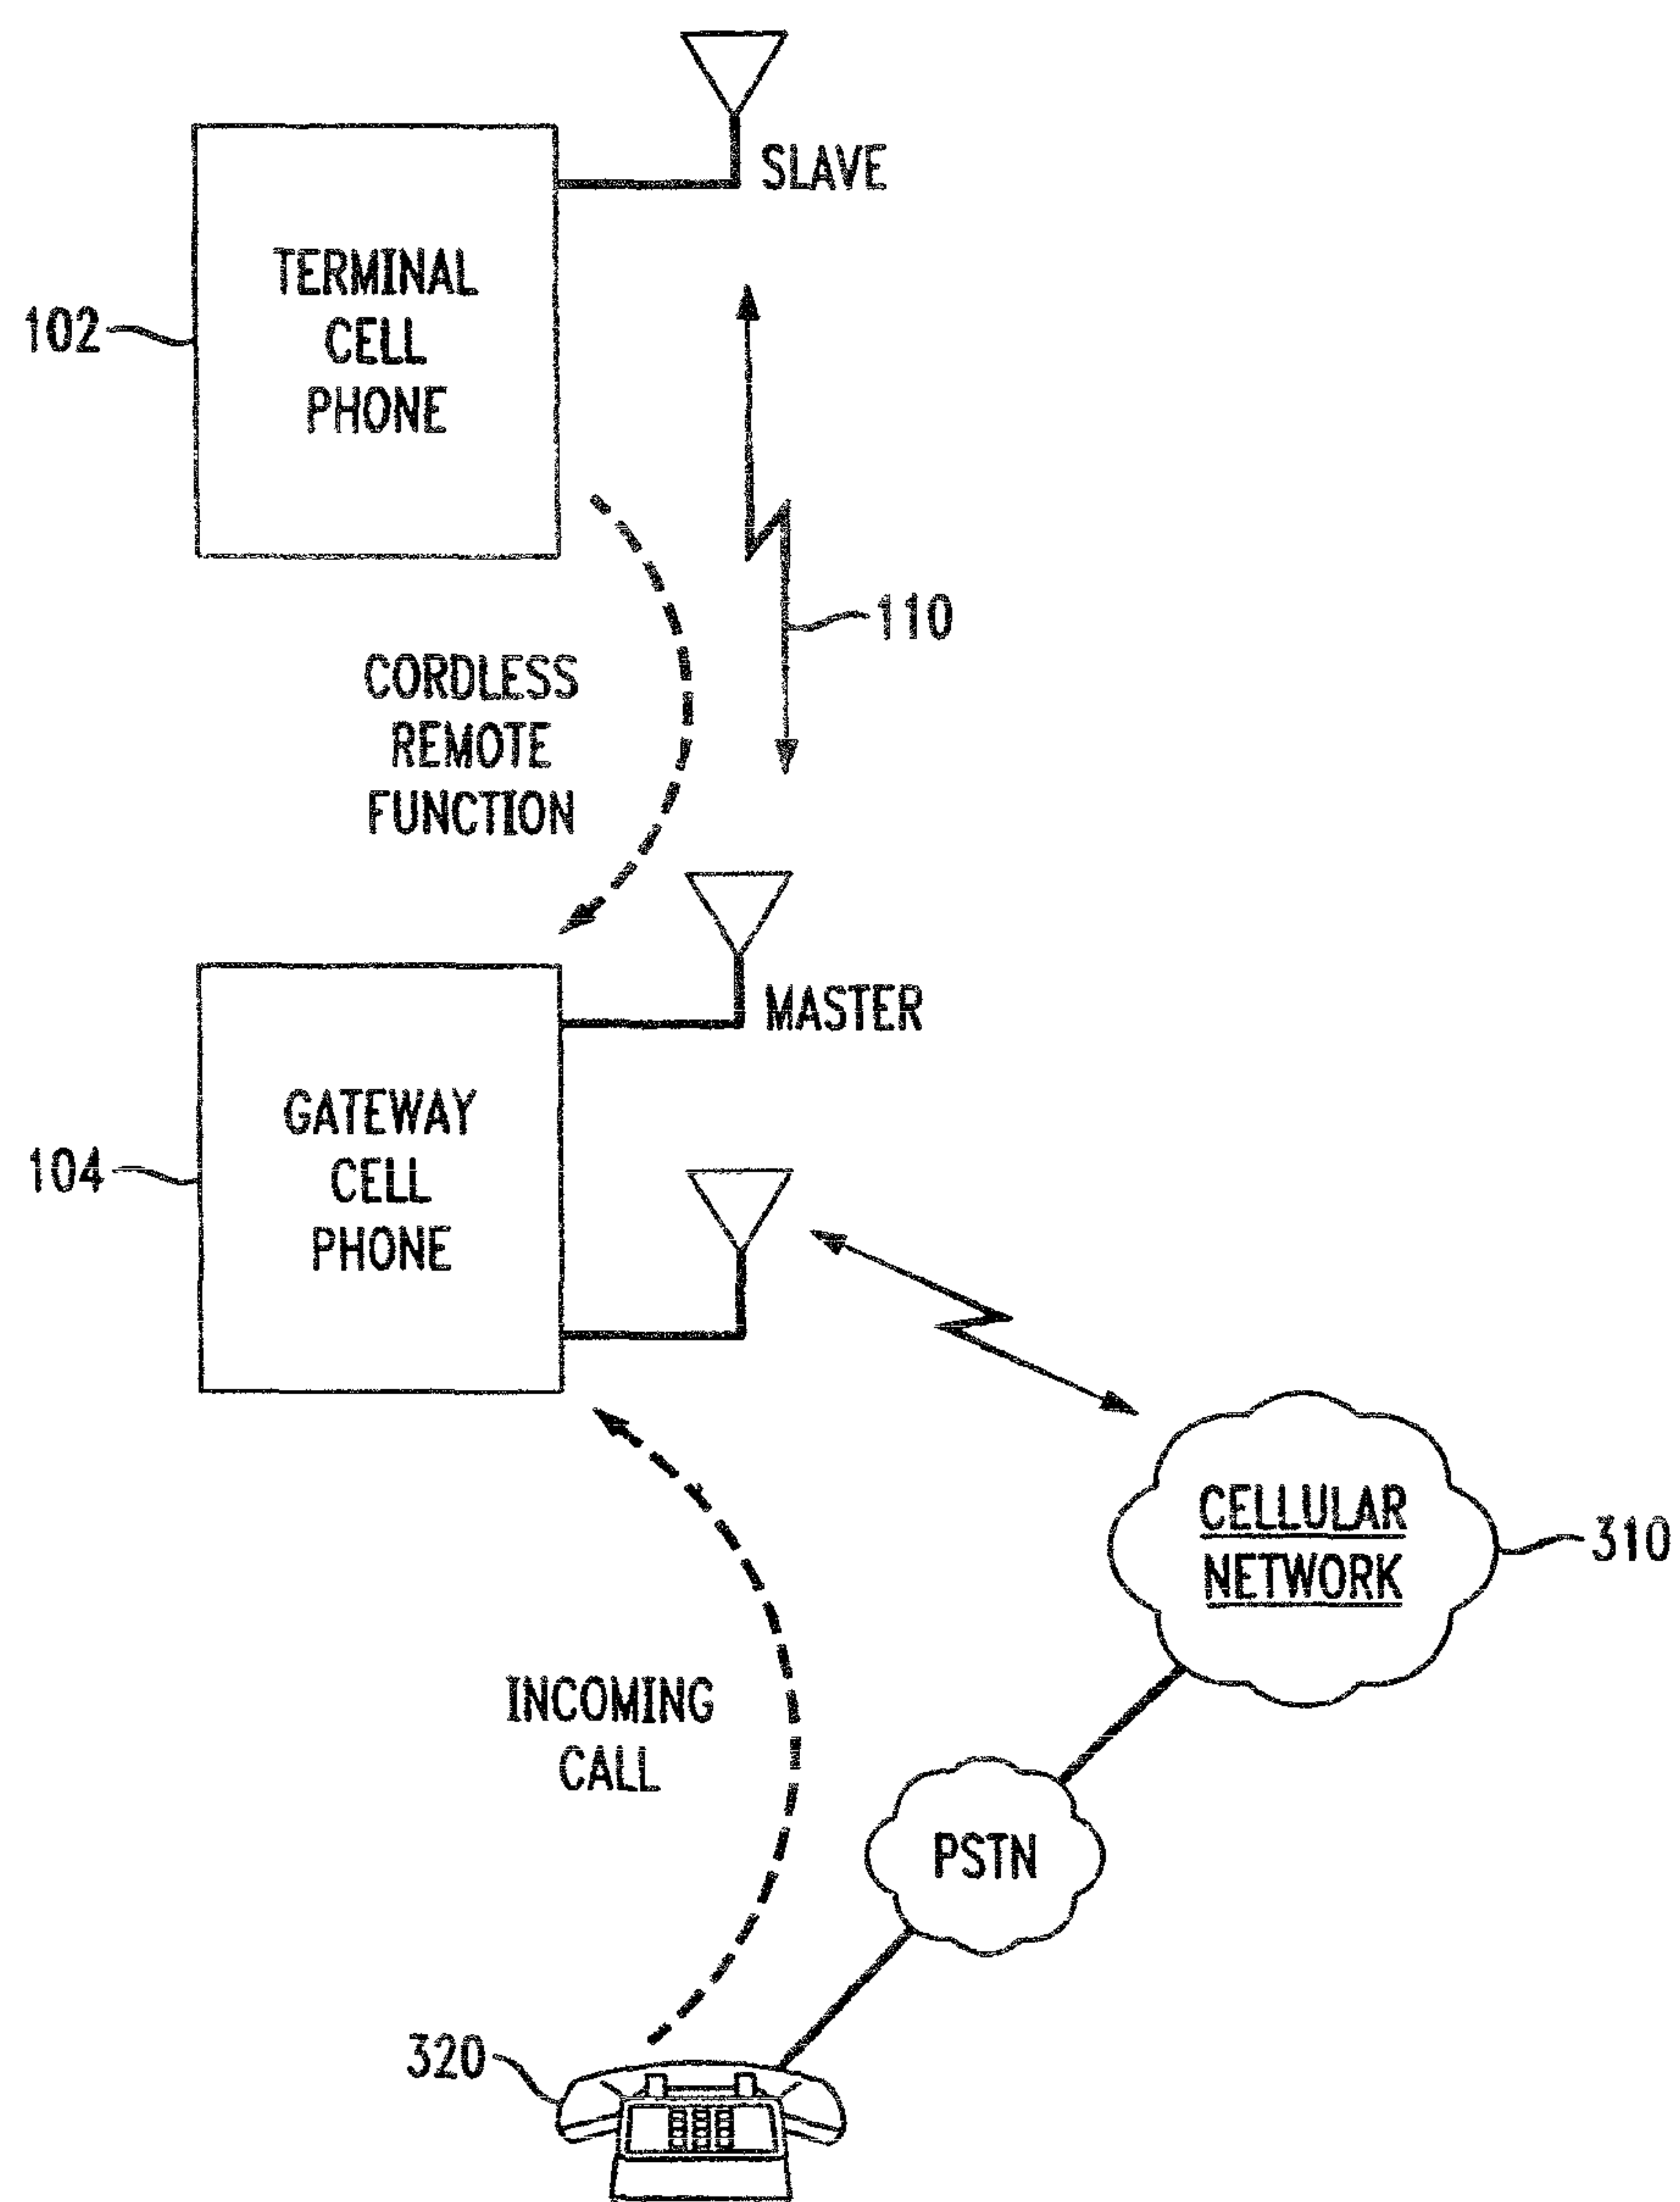 SLAVE
TERMINAL
CELL
PHONE
102
110
CORDLESS
REMOTE
FUNCTION
MASTER
GATEWAY
CELL
PHONE
104
CELLULAR
NETWORK
310
INCOMING
CALL
PSTN
320